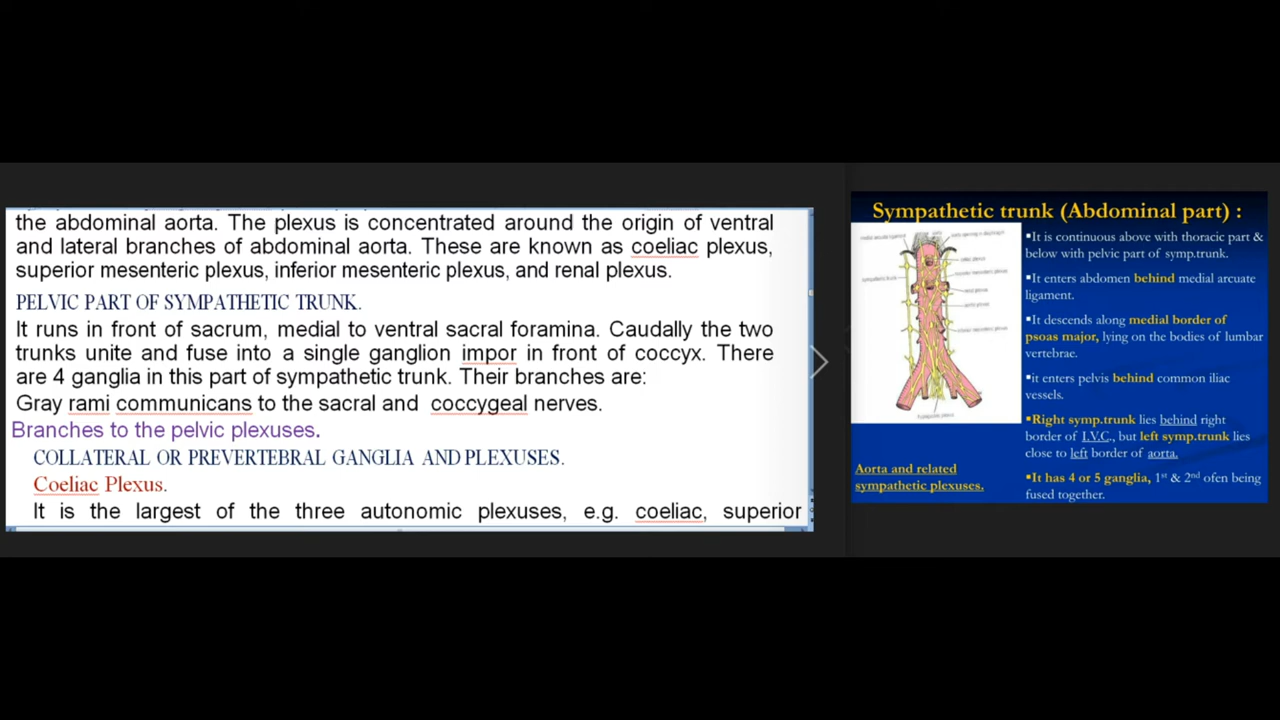 the abdominal aorta. The plexus is concentrated around the origin of ventral
and lateral branches of abdominal aorta. These are known as coeliac plexus,
superior mesenteric plexus, inferior mesenteric plexus, and renal plexus.
PELVIC PART OF SYMPATHETIC TRUNK.
It runs in front of sacrum, medial to ventral sacral foramina. Caudally the two
trunks unite and fuse into a single ganglion impor in front of coccyx. There
are 4 ganglia in this part of sympathetic trunk. Their branches are:
Gray rami communicans to the sacral and coccygeal nerves.
Branches to the pelvic plexuses.
COLLATERAL OR PREVERTEBRAL GANGLIA AND PLEXUSES.
Coeliac Plexus.
It is the largest of the three autonomic plexuses, e.g. coeliac, superior
Sympathetic trunk (Abdominal part) :
▪It is continuous above with thoracic part &
below with pelvic part of symp.trunk.
▪It enters abdomen behind medial arcuate
ligament.
▪It descends along medial border of
psoas major, lying on the bodies of lumbar
vertebrae.
▪it enters pelvis behind common iliac
vessels.
▪Right symp.trunk lies behind right
border of I.V.C., but left symp.trunk lies
close to left border of aorta.
▪It has 4 or 5 ganglia, 1st & 2nd ofen being
fused together.
Aorta and related
sympathetic plexuses.